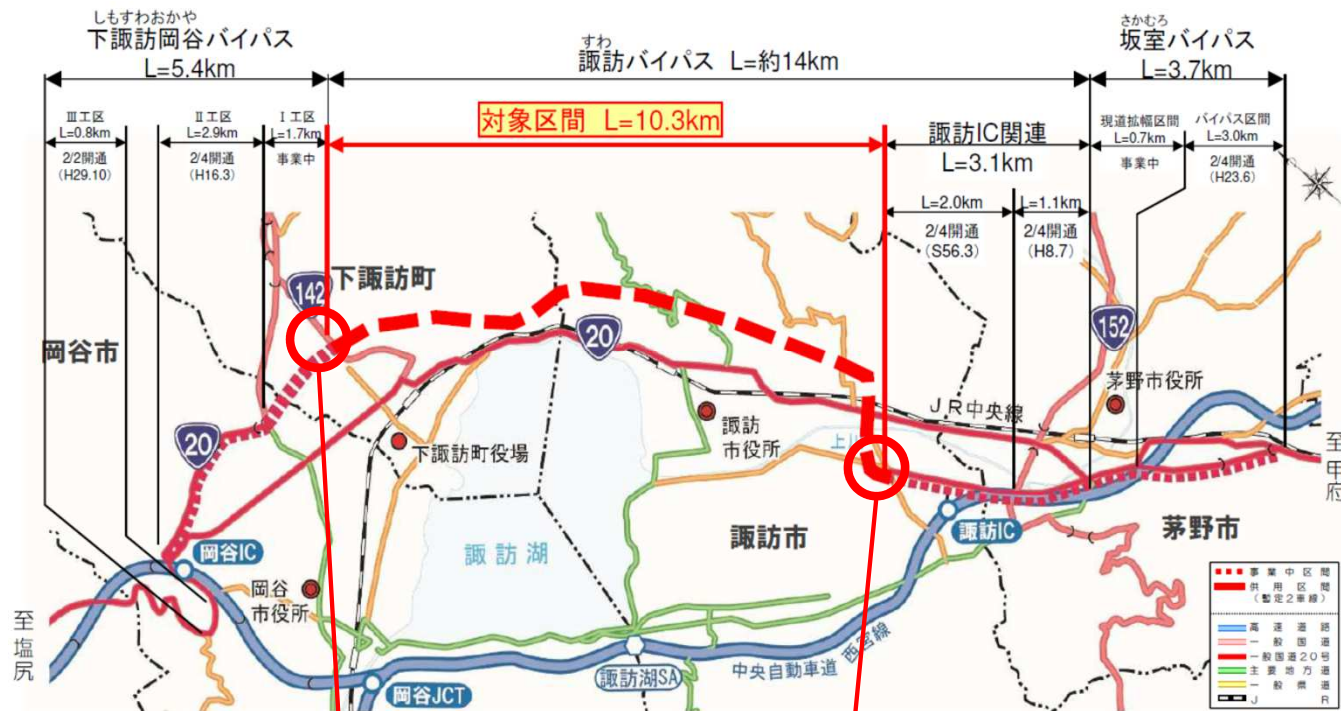 しもすわおかや
下諏訪岡谷バイパス
L=5.4km
すわ
諏訪バイパス L=約14km
さかむろ
坂室バイパス
L=3.7km
Ⅲ工区
L=0.8km
2/2開通
(H29.10)
Ⅱ工区
L=2.9km
2/4開通
(H16.3)
Ⅰ工区
L=1.7km
事業中
対象区間 L=10.3km
諏訪IC関連
L=3.1km
現道拡幅区間
L=0.7km
事業中
バイパス区間
L=3.0km
2/4開通
(H23.6)
L=2.0km
2/4開通
(S56.3)
L=1.1km
2/4開通
(H8.7)
142
下諏訪町
岡谷市
20
152
茅野市役所
JR中央線
20
下諏訪町役場
諏訪
市役所
上川
至甲府
諏訪湖
諏訪市
諏訪IC
茅野市
岡谷IC
岡谷
市役所
至塩尻
諏訪湖SA
中央自動車道 西宮線
岡谷JCT
事業中区間
供用区間
(暫定2車線)
高速道路
一般国道
一般国道20号
主要地方道
一般県道
JR